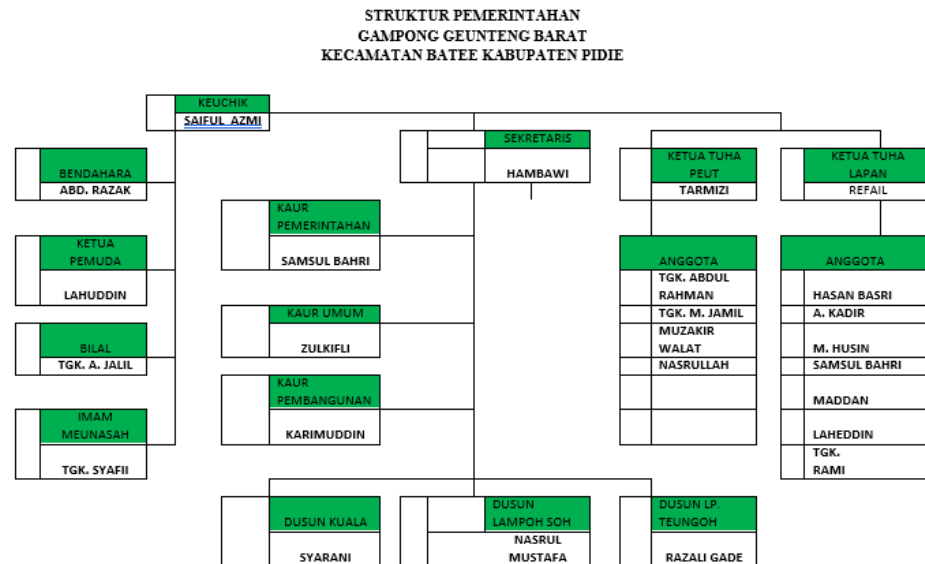 STRUKTUR PEMERINTAHAN
GAMPONG GEUNTENG BARAT
KECAMATAN BATEE KABUPATEN PIDIE
KEUCHIK
SAIFUL AZMI
SEKRETARIS
HAMBAWI
KETUA TUHA
PEUT
TARMIZI
KETUA TUHA
LAPAN
REFAIL
BENDAHARA
ABD. RAZAK
KAUR
PEMERINTAHAN
SAMSUL BAHRI
KETUA
PEMUDA
LAHUDDIN
ANGGOTA
TGK. ABDUL
RAHMAN
TGK. M. JAMIL
MUZAKIR
WALAT
NASRULLAH
ANGGOTA
HASAN BASRI
A. KADIR
M. HUSIN
SAMSUL BAHRI
MADDAN
LAHEDDIN
TGK.
RAMI
KAUR UMUM
ZULKIFLI
BILAL
TGK. A. JALIL
KAUR
PEMBANGUNAN
KARIMUDDIN
IMAM
MEUNASAH
TGK. SYAFII
DUSUN KUALA
SYARANI
DUSUN
LAMPOH SOH
NASRUL
MUSTAFA
DUSUN LP.
TEUNGOH
RAZALI GADE